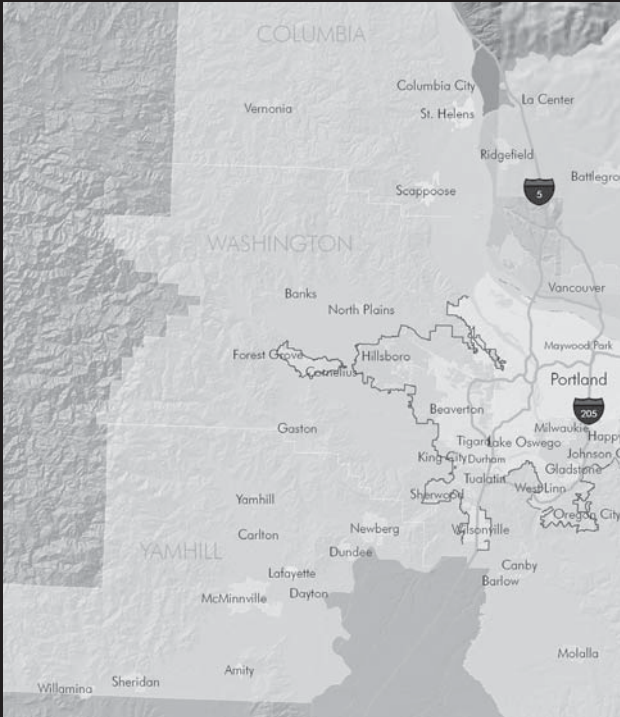 COLUMBIA
Columbia City
La Center
Vernonia
St. Helens
Ridgefield
Battlegro
Scappoose
5
WASHINGTON
Vancouver
Banks
North Plains
Maywood Park
Forest Grove
Hillsboro
Cornelius
Portland
Beaverton
205
Gaston
Milwaukie
Happy
Tigard
Lake Oswego
Johnson C
King City
Durham
Gladstone
Tualatin
West Linn
Sherwood
Yamhill
Oregon City
Newberg
Wilsonville
Carlton
YAMHILL
Dundee
Canby
Lafayette
Barlow
McMinnville
Dayton
Molalla
Amity
Sheridan
Willamina